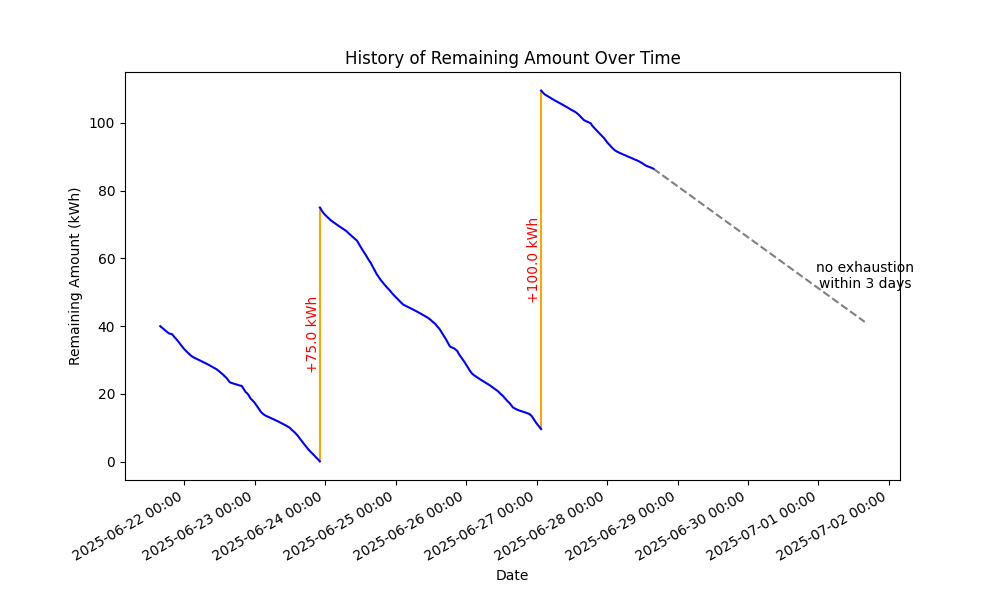 History of Remaining Amount Over Time
Remaining Amount (kWh)
100
80
60
40
20
0
+75.0 kWh
+100.0 kWh
no exhaustion
within 3 days
2025-06-22 00:00
2025-06-23 00:00
2025-06-24 00:00
2025-06-25 00:00
2025-06-26 00:00
2025-06-27 00:00
2025-06-28 00:00
2025-06-29 00:00
2025-06-30 00:00
2025-07-01 00:00
2025-07-02 00:00
Date